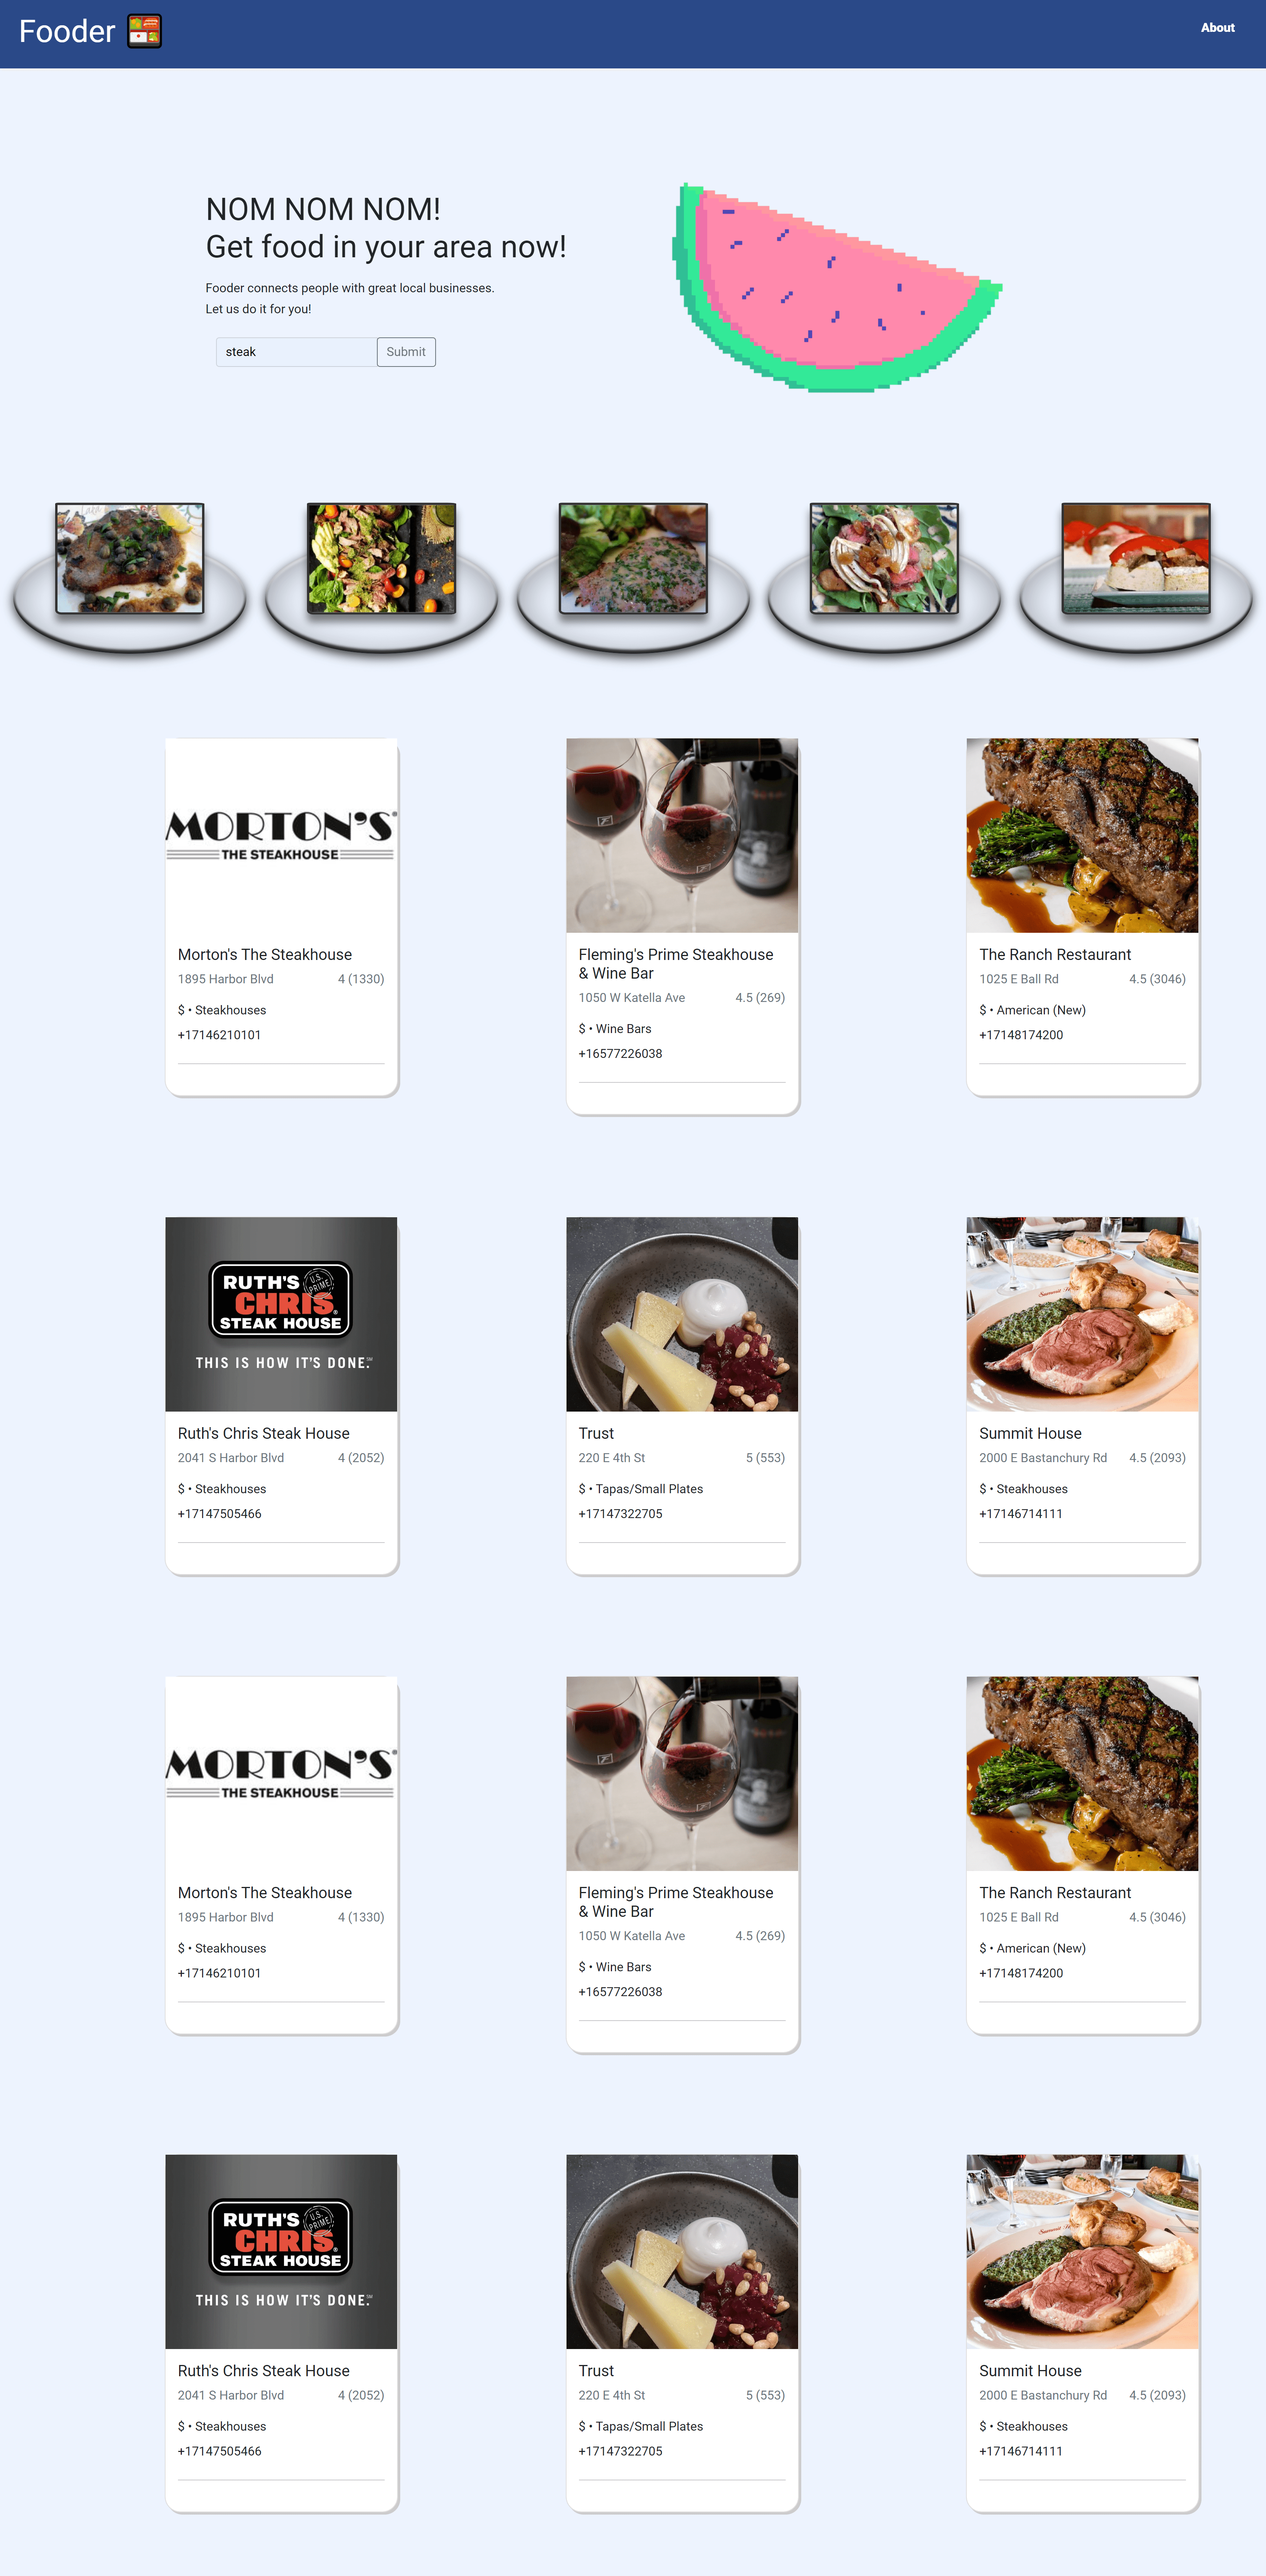 Fooder
About
NOM NOM NOM!
Get food in your area now!
Fooder connects people with great local businesses.
Let us do it for you!
steak
Submit
MORTON'S®
THE STEAKHOUSE
Morton's The Steakhouse
1895 Harbor Blvd 4 (1330)
$ • Steakhouses
+17146210101
Fleming's Prime Steakhouse
& Wine Bar
1050 W Katella Ave 4.5 (269)
$ • Wine Bars
+16577226038
The Ranch Restaurant
1025 E Ball Rd 4.5 (3046)
$ • American (New)
+17148174200
RUTH'S U.S. PRIME
CHRIS®
STEAK HOUSE
THIS IS HOW IT'S DONE.℠
Ruth's Chris Steak House
2041 S Harbor Blvd 4 (2052)
$ • Steakhouses
+17147505466
Trust
220 E 4th St 5 (553)
$ • Tapas/Small Plates
+17147322705
Summit House
2000 E Bastanchury Rd 4.5 (2093)
$ • Steakhouses
+17146714111
MORTON'S®
THE STEAKHOUSE
Morton's The Steakhouse
1895 Harbor Blvd 4 (1330)
$ • Steakhouses
+17146210101
Fleming's Prime Steakhouse
& Wine Bar
1050 W Katella Ave 4.5 (269)
$ • Wine Bars
+16577226038
The Ranch Restaurant
1025 E Ball Rd 4.5 (3046)
$ • American (New)
+17148174200
RUTH'S U.S. PRIME
CHRIS®
STEAK HOUSE
THIS IS HOW IT'S DONE.℠
Ruth's Chris Steak House
2041 S Harbor Blvd 4 (2052)
$ • Steakhouses
+17147505466
Trust
220 E 4th St 5 (553)
$ • Tapas/Small Plates
+17147322705
Summit House
2000 E Bastanchury Rd 4.5 (2093)
$ • Steakhouses
+17146714111